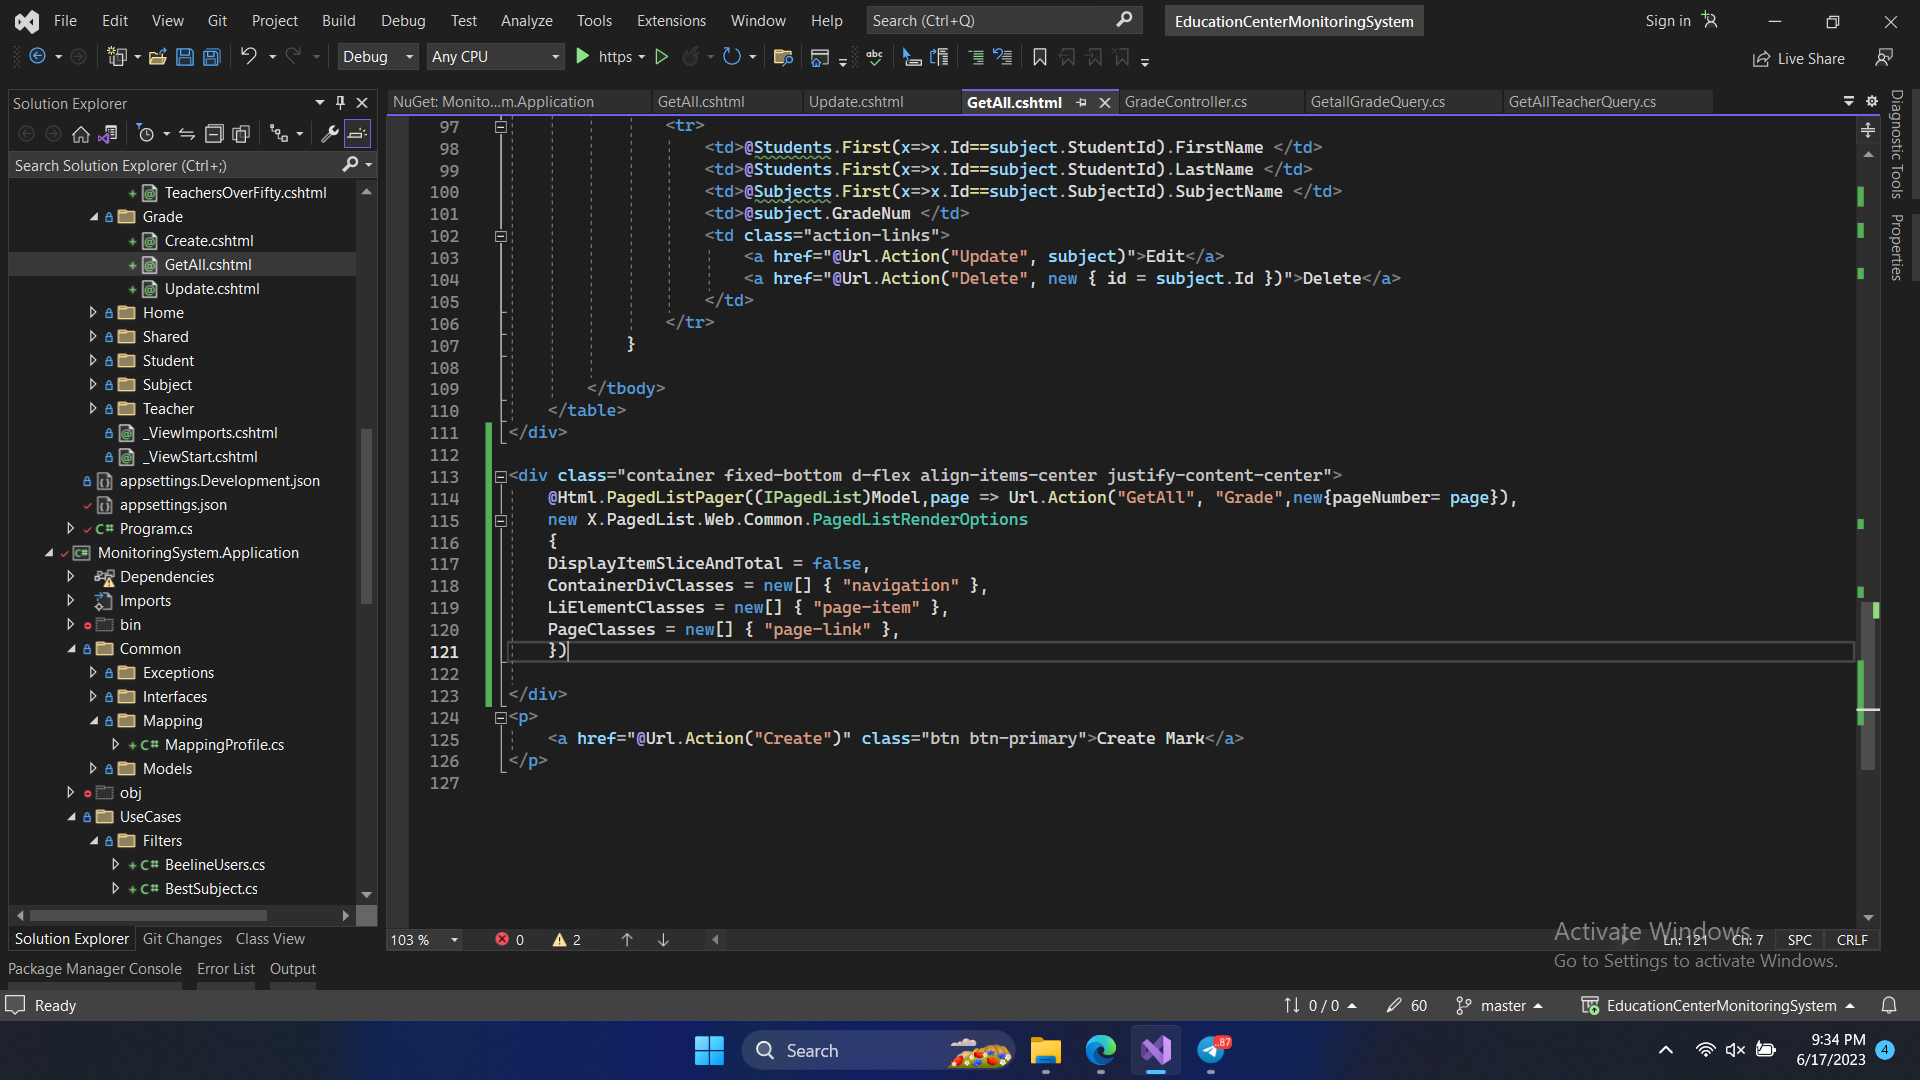 File Edit View Git Project Build Debug Test Analyze Tools Extensions Window Help Search (Ctrl+Q) EducationCenterMonitoringSystem Sign in
Debug Any CPU https Live Share
Solution Explorer
Search Solution Explorer (Ctrl+;)
TeachersOverFifty.cshtml
Grade
Create.cshtml
GetAll.cshtml
Update.cshtml
Home
Shared
Student
Subject
Teacher
_ViewImports.cshtml
_ViewStart.cshtml
appsettings.Development.json
appsettings.json
Program.cs
MonitoringSystem.Application
Dependencies
Imports
bin
Common
Exceptions
Interfaces
Mapping
MappingProfile.cs
Models
obj
UseCases
Filters
BeelineUsers.cs
BestSubject.cs
Solution Explorer Git Changes Class View
NuGet: Monito...m.Application GetAll.cshtml Update.cshtml GetAll.cshtml GradeController.cs GetallGradeQuery.cs GetAllTeacherQuery.cs
97 <tr>
98 <td>@Students.First(x=>x.Id==subject.StudentId).FirstName </td>
99 <td>@Students.First(x=>x.Id==subject.StudentId).LastName </td>
100 <td>@Subjects.First(x=>x.Id==subject.SubjectId).SubjectName </td>
101 <td>@subject.GradeNum </td>
102 <td class="action-links">
103 <a href="@Url.Action("Update", subject)">Edit</a>
104 <a href="@Url.Action("Delete", new { id = subject.Id })">Delete</a>
105 </td>
106 </tr>
107 }
108
109 </tbody>
110 </table>
111 </div>
112
113 <div class="container fixed-bottom d-flex align-items-center justify-content-center">
114 @Html.PagedListPager((IPagedList)Model,page => Url.Action("GetAll", "Grade",new{pageNumber= page}),
115 new X.PagedList.Web.Common.PagedListRenderOptions
116 {
117 DisplayItemSliceAndTotal = false,
118 ContainerDivClasses = new[] { "navigation" },
119 LiElementClasses = new[] { "page-item" },
120 PageClasses = new[] { "page-link" },
121 })
122
123 </div>
124 <p>
125 <a href="@Url.Action("Create")" class="btn btn-primary">Create Mark</a>
126 </p>
127
Diagnostic Tools
Properties
103 % 0 2 Ln: 121 Ch: 7 SPC CRLF
Activate Windows
Go to Settings to activate Windows.
Package Manager Console Error List Output
Ready 0 / 0 60 master EducationCenterMonitoringSystem
Search .87 9:34 PM
6/17/2023 4